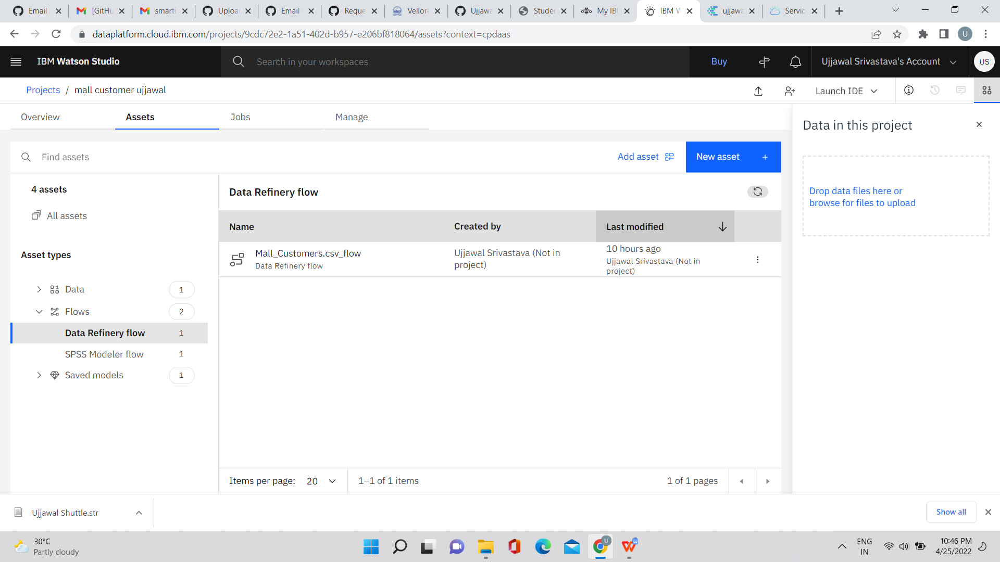 Email
[GitHu
smarti
Uploa
Email
Reque
Vellore
Ujjawa
Studen
My IB
IBM W
ujjawa
Servic
dataplatform.cloud.ibm.com/projects/9cdc72e2-1a51-402d-b957-e206bf818064/assets?context=cpdaas
U
IBM Watson Studio
Search in your workspaces
Buy
Ujjawal Srivastava's Account
US
Projects / mall customer ujjawal
Launch IDE
Overview
Assets
Jobs
Manage
Data in this project
Find assets
Add asset
New asset +
Drop data files here or
browse for files to upload
4 assets
All assets
Asset types
Data 1
Flows 2
Data Refinery flow 1
SPSS Modeler flow 1
Saved models 1
Data Refinery flow
Name
Created by
Last modified
Mall_Customers.csv_flow
Data Refinery flow
Ujjawal Srivastava (Not in
project)
10 hours ago
Ujjawal Srivastava (Not in
project)
Items per page: 20
1–1 of 1 items
1 of 1 pages
Ujjawal Shuttle.str
Show all
30°C
Partly cloudy
U
ENG
IN
10:46 PM
4/25/2022